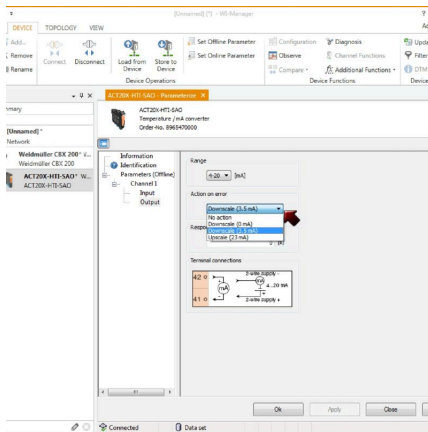 [Unnamed] (*) - WI-Manager
?
DEVICE TOPOLOGY VIEW
Add...
Remove
Rename
Connect Disconnect
Load from Device
Store to Device
Set Offline Parameter
Set Online Parameter
Device Operations
Configuration
Observe
Compare
Diagnosis
Channel Functions
Additional Functions
Device Functions
Filter
DTM
Device
[Unnamed]*
Network
Weidmüller CBX 200* W...
Weidmüller CBX 200
ACT20X-HTI-SAO* W...
ACT20X-HTI-SAO
ACT20X-HTI-SAO - Parameterize
ACT20X-HTI-SAO
Temperature / mA converter
Order-No. 8965470000
Information
Identification
Parameters (Offline)
Channel 1
Input
Output
Range
4-20 [mA]
Action on error
Downscale (3.5 mA)
No action
Downscale (0 mA)
Downscale (3.5 mA)
Upscale (23 mA)
Terminal connections
42
41
mA
mA
2-wire supply -
4...20 mA
2-wire supply +
Ok Apply Close
Connected Data set